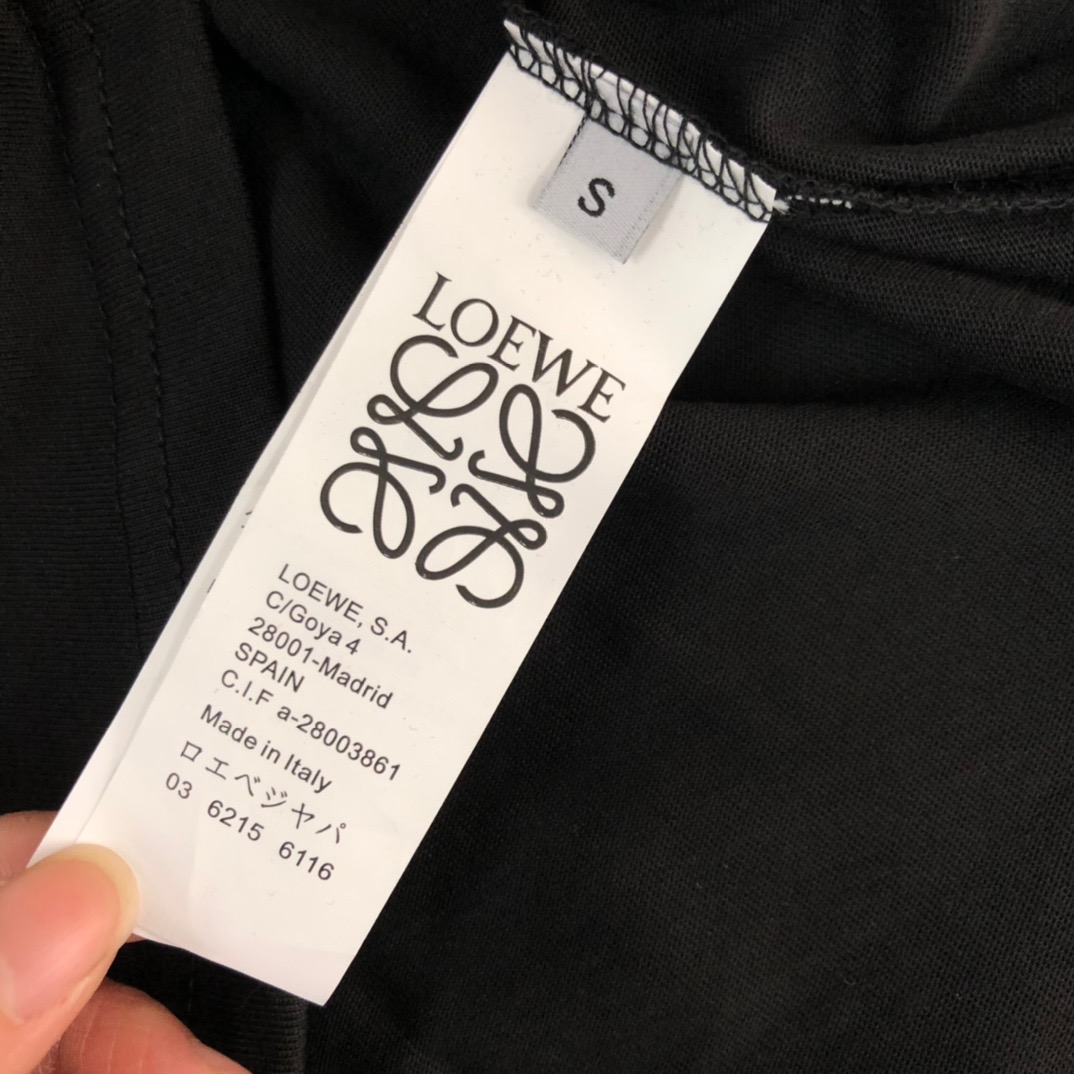 S
LOEWE
LOEWE, S.A.
C/Goya 4
28001-Madrid
SPAIN
C.I.F a-28003861
Made in Italy
ロエベジヤパ
03 6215 6116